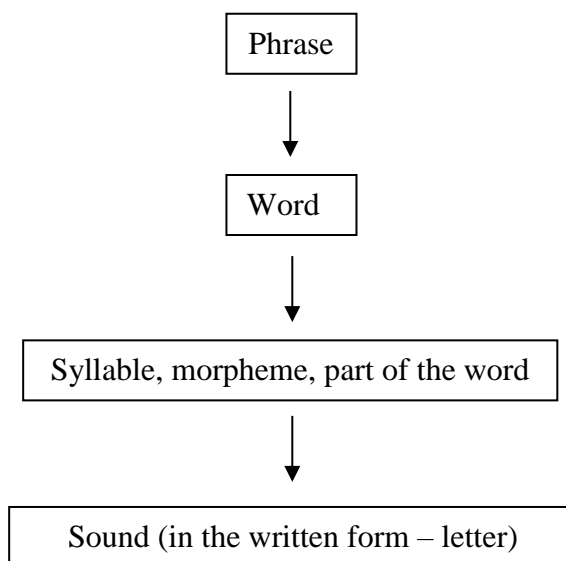 Phrase
Word
Syllable, morpheme, part of the word
Sound (in the written form – letter)